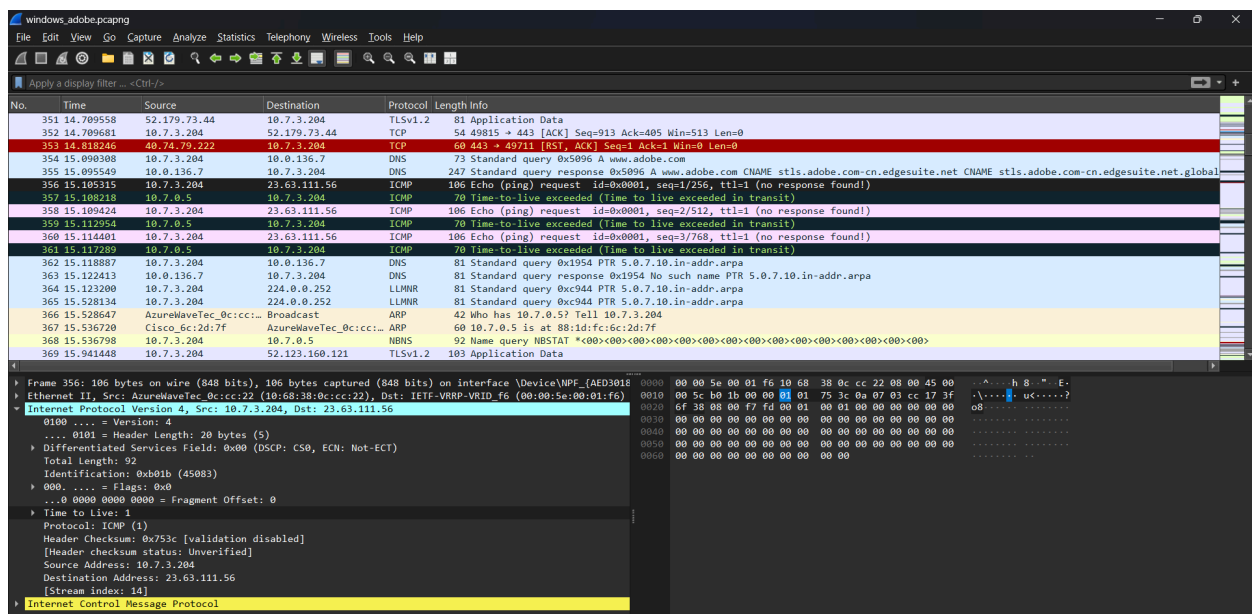 windows_adobe.pcapng
File Edit View Go Capture Analyze Statistics Telephony Wireless Tools Help
Apply a display filter ... <Ctrl-/>
No. Time Source Destination Protocol Length Info
351 14.709558 52.179.73.44 10.7.3.204 TLSv1.2 81 Application Data
352 14.709681 10.7.3.204 52.179.73.44 TCP 54 49815 → 443 [ACK] Seq=913 Ack=405 Win=513 Len=0
353 14.818246 40.74.79.222 10.7.3.204 TCP 60 443 → 49711 [RST, ACK] Seq=1 Ack=1 Win=0 Len=0
354 15.090308 10.7.3.204 10.0.136.7 DNS 73 Standard query 0x5096 A www.adobe.com
355 15.095549 10.0.136.7 10.7.3.204 DNS 247 Standard query response 0x5096 A www.adobe.com CNAME stls.adobe.com-cn.edgesuite.net CNAME stls.adobe.com-cn.edgesuite.net.global
356 15.105315 10.7.3.204 23.63.111.56 ICMP 106 Echo (ping) request id=0x0001, seq=1/256, ttl=1 (no response found!)
357 15.108218 10.7.0.5 10.7.3.204 ICMP 70 Time-to-live exceeded (Time to live exceeded in transit)
358 15.109424 10.7.3.204 23.63.111.56 ICMP 106 Echo (ping) request id=0x0001, seq=2/512, ttl=1 (no response found!)
359 15.112954 10.7.0.5 10.7.3.204 ICMP 70 Time-to-live exceeded (Time to live exceeded in transit)
360 15.114401 10.7.3.204 23.63.111.56 ICMP 106 Echo (ping) request id=0x0001, seq=3/768, ttl=1 (no response found!)
361 15.117289 10.7.0.5 10.7.3.204 ICMP 70 Time-to-live exceeded (Time to live exceeded in transit)
362 15.118887 10.7.3.204 10.0.136.7 DNS 81 Standard query 0x1954 PTR 5.0.7.10.in-addr.arpa
363 15.122413 10.0.136.7 10.7.3.204 DNS 81 Standard query response 0x1954 No such name PTR 5.0.7.10.in-addr.arpa
364 15.123200 10.7.3.204 224.0.0.252 LLMNR 81 Standard query 0xc944 PTR 5.0.7.10.in-addr.arpa
365 15.528134 10.7.3.204 224.0.0.252 LLMNR 81 Standard query 0xc944 PTR 5.0.7.10.in-addr.arpa
366 15.528647 AzureWaveTec_0c:cc:… Broadcast ARP 42 Who has 10.7.0.5? Tell 10.7.3.204
367 15.536720 Cisco_6c:2d:7f AzureWaveTec_0c:cc:… ARP 60 10.7.0.5 is at 88:1d:fc:6c:2d:7f
368 15.536798 10.7.3.204 10.7.0.5 NBNS 92 Name query NBSTAT *<00><00><00><00><00><00><00><00><00><00><00><00><00><00><00>
369 15.941448 10.7.3.204 52.123.160.121 TLSv1.2 103 Application Data
Frame 356: 106 bytes on wire (848 bits), 106 bytes captured (848 bits) on interface \Device\NPF_{AED3018
Ethernet II, Src: AzureWaveTec_0c:cc:22 (10:68:38:0c:cc:22), Dst: IETF-VRRP-VRID_f6 (00:00:5e:00:01:f6)
Internet Protocol Version 4, Src: 10.7.3.204, Dst: 23.63.111.56
0100 .... = Version: 4
.... 0101 = Header Length: 20 bytes (5)
Differentiated Services Field: 0x00 (DSCP: CS0, ECN: Not-ECT)
Total Length: 92
Identification: 0xb01b (45083)
000. .... = Flags: 0x0
...0 0000 0000 0000 = Fragment Offset: 0
Time to Live: 1
Protocol: ICMP (1)
Header Checksum: 0x753c [validation disabled]
[Header checksum status: Unverified]
Source Address: 10.7.3.204
Destination Address: 23.63.111.56
[Stream index: 14]
Internet Control Message Protocol
0000 00 00 5e 00 01 f6 10 68 38 0c cc 22 08 00 45 00 ··^····h 8··"··E·
0010 00 5c b0 1b 00 00 01 01 75 3c 0a 07 03 cc 17 3f ·\······ u<·····?
0020 6f 38 08 00 f7 fd 00 01 00 01 00 00 00 00 00 00 o8······ ········
0030 00 00 00 00 00 00 00 00 00 00 00 00 00 00 00 00 ········ ········
0040 00 00 00 00 00 00 00 00 00 00 00 00 00 00 00 00 ········ ········
0050 00 00 00 00 00 00 00 00 00 00 00 00 00 00 00 00 ········ ········
0060 00 00 00 00 00 00 00 00 00 00 ········ ··